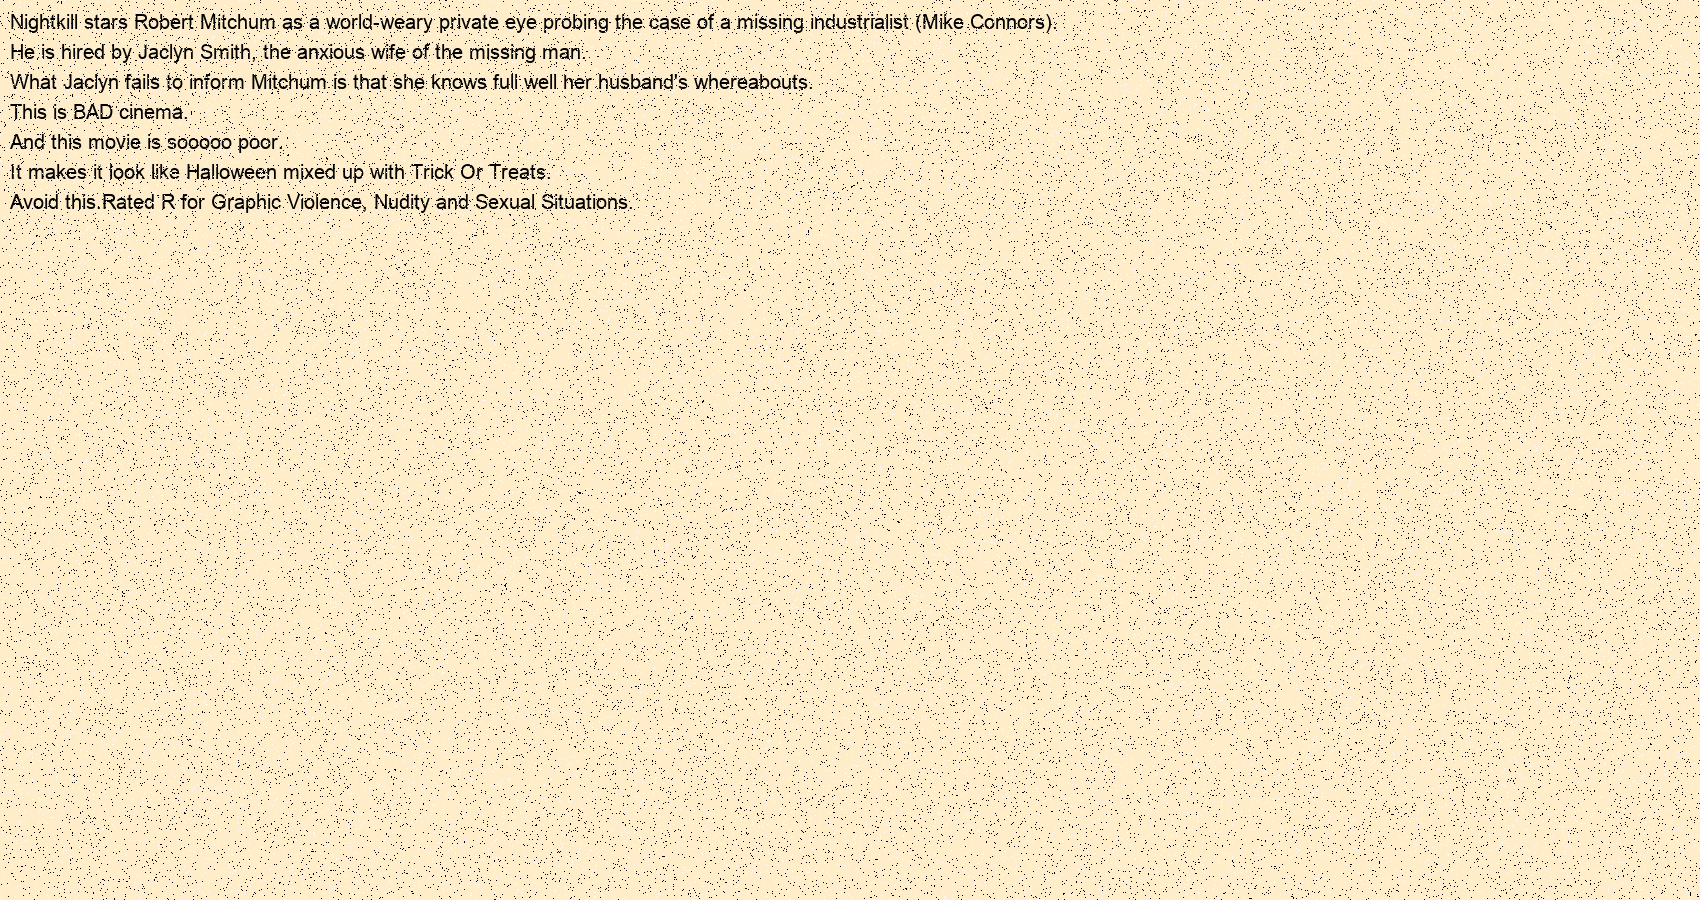 Nightkill stars Robert Mitchum as a world-weary private eye probing the case of a missing industrialist (Mike Connors).
He is hired by Jaclyn Smith, the anxious wife of the missing man.
What Jaclyn fails to inform Mitchum is that she knows full well her husband's whereabouts.
This is BAD cinema.
And this movie is sooooo poor.
It makes it look like Halloween mixed up with Trick Or Treats.
Avoid this.Rated R for Graphic Violence, Nudity and Sexual Situations.